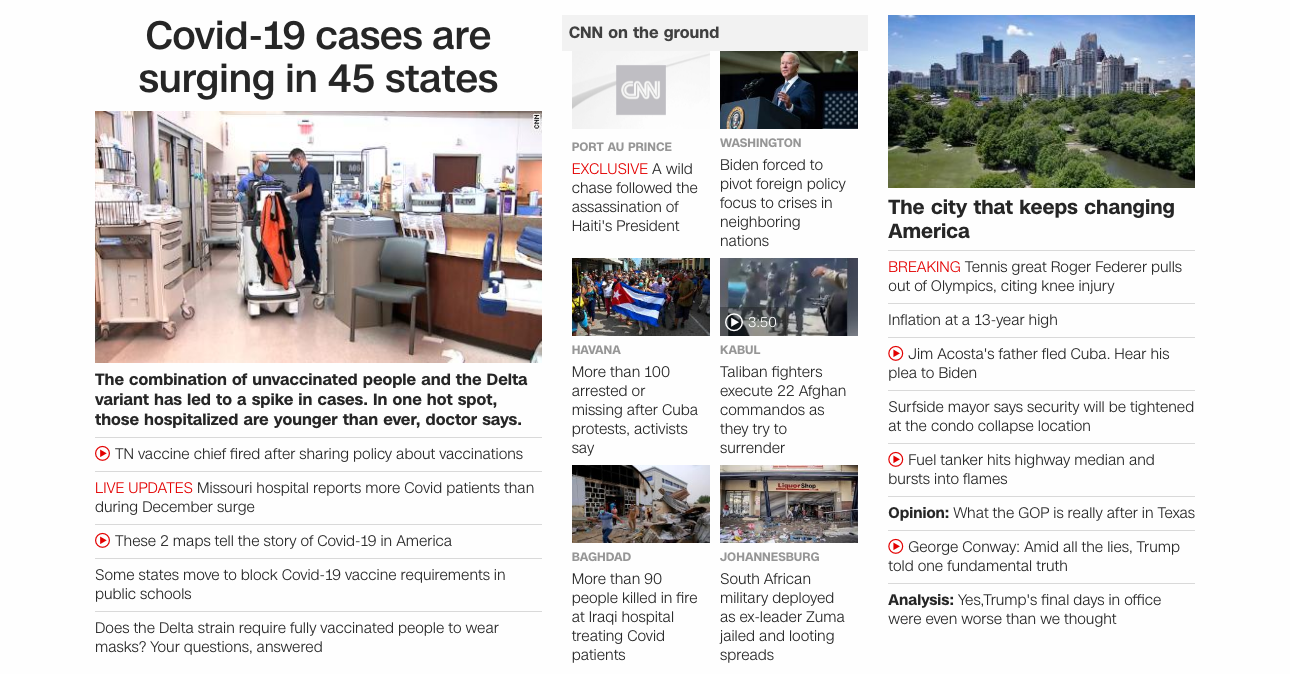 Covid-19 cases are
surging in 45 states
CNN
The combination of unvaccinated people and the Delta
variant has led to a spike in cases. In one hot spot,
those hospitalized are younger than ever, doctor says.
TN vaccine chief fired after sharing policy about vaccinations
LIVE UPDATES Missouri hospital reports more Covid patients than
during December surge
These 2 maps tell the story of Covid-19 in America
Some states move to block Covid-19 vaccine requirements in
public schools
Does the Delta strain require fully vaccinated people to wear
masks? Your questions, answered
CNN on the ground
CNN
PORT AU PRINCE
EXCLUSIVE A wild
chase followed the
assassination of
Haiti's President
WASHINGTON
Biden forced to
pivot foreign policy
focus to crises in
neighboring
nations
HAVANA
More than 100
arrested or
missing after Cuba
protests, activists
say
3:50
KABUL
Taliban fighters
execute 22 Afghan
commandos as
they try to
surrender
BAGHDAD
More than 90
people killed in fire
at Iraqi hospital
treating Covid
patients
Liquor Shop
JOHANNESBURG
South African
military deployed
as ex-leader Zuma
jailed and looting
spreads
The city that keeps changing
America
BREAKING Tennis great Roger Federer pulls
out of Olympics, citing knee injury
Inflation at a 13-year high
Jim Acosta's father fled Cuba. Hear his
plea to Biden
Surfside mayor says security will be tightened
at the condo collapse location
Fuel tanker hits highway median and
bursts into flames
Opinion: What the GOP is really after in Texas
George Conway: Amid all the lies, Trump
told one fundamental truth
Analysis: Yes,Trump's final days in office
were even worse than we thought